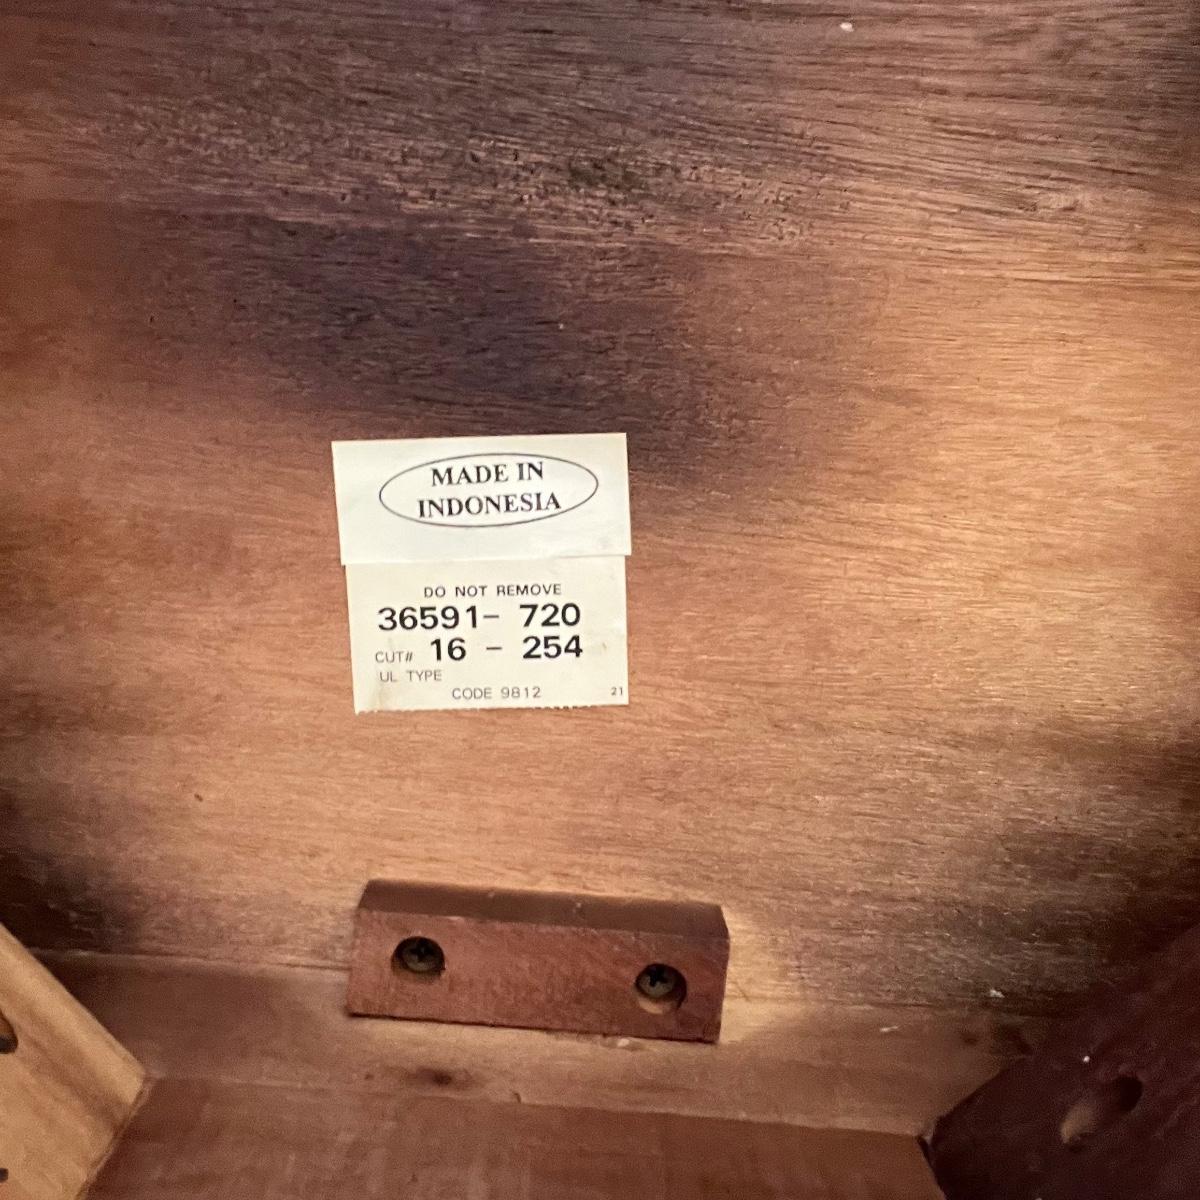 MADE IN
INDONESIA
DO NOT REMOVE
36591- 720
CUT# 16 - 254
UL TYPE
CODE 9812 21